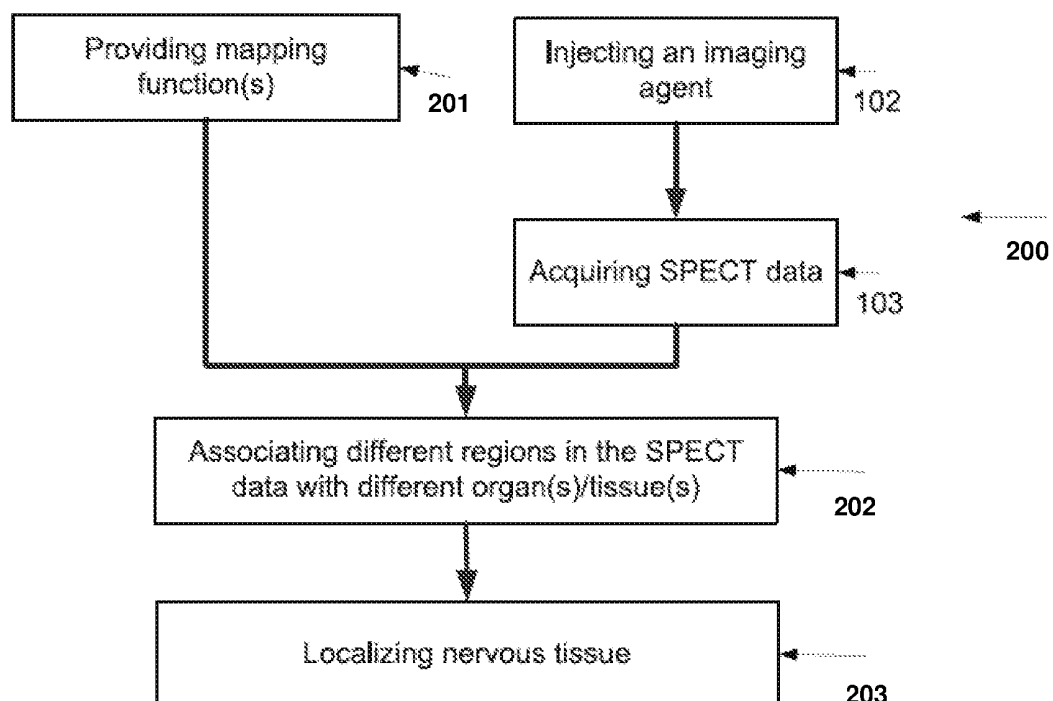 Providing mapping
function(s)
201
Injecting an imaging
agent
102
200
Acquiring SPECT data
103
Associating different regions in the SPECT
data with different organ(s)/tissue(s)
202
Localizing nervous tissue
203